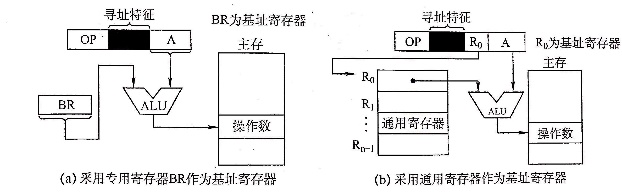 寻址特征
OP
A
BR为基址寄存器
主存
BR
ALU
操作数
(a) 采用专用寄存器BR作为基址寄存器
寻址特征
OP
R₀
A
R₀为基址寄存器
主存
R₀
R₁
⋮
通用寄存器
Rₙ₋₁
ALU
操作数
(b) 采用通用寄存器作为基址寄存器